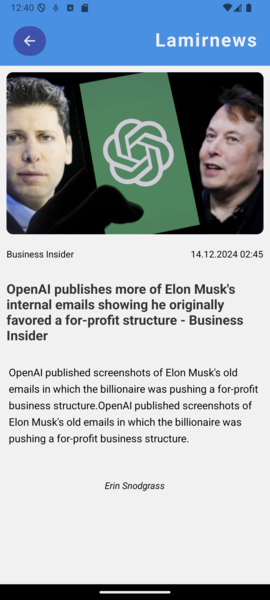 12:40
Lamirnews
Business Insider 14.12.2024 02:45
OpenAI publishes more of Elon Musk's
internal emails showing he originally
favored a for-profit structure - Business
Insider
OpenAI published screenshots of Elon Musk's old
emails in which the billionaire was pushing a for-profit
business structure.OpenAI published screenshots of
Elon Musk's old emails in which the billionaire was
pushing a for-profit business structure.
Erin Snodgrass